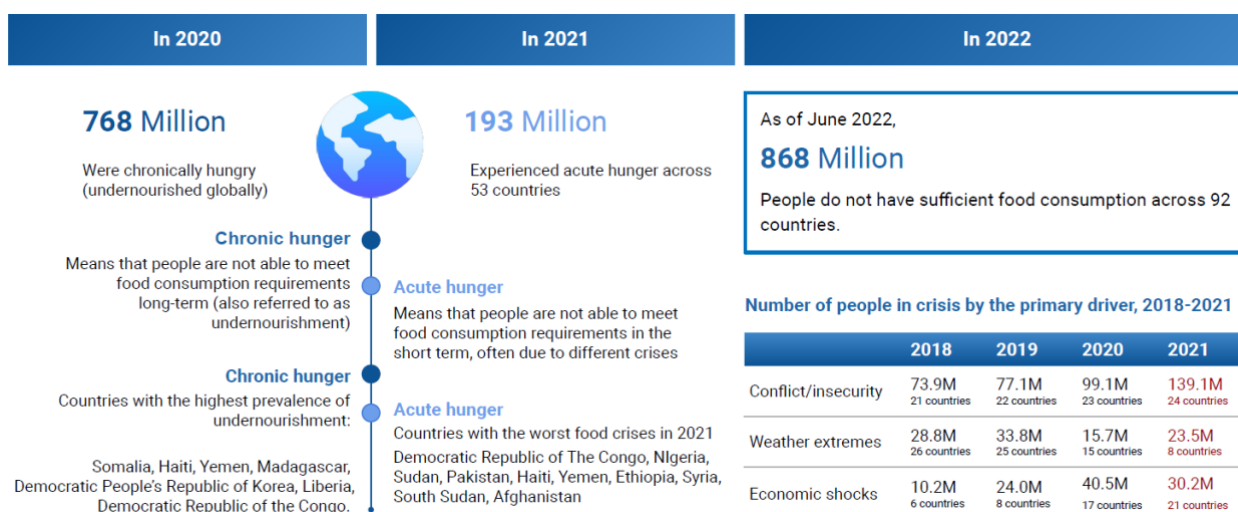 In 2020
In 2021
In 2022
768 Million
Were chronically hungry
(undernourished globally)
193 Million
Experienced acute hunger across
53 countries
Chronic hunger
Means that people are not able to meet
food consumption requirements
long-term (also referred to as
undernourishment)
Acute hunger
Means that people are not able to meet
food consumption requirements in the
short term, often due to different crises
Chronic hunger
Countries with the highest prevalence of
undernourishment:
Somalia, Haiti, Yemen, Madagascar,
Democratic People's Republic of Korea, Liberia,
Democratic Republic of the Congo,
Acute hunger
Countries with the worst food crises in 2021
Democratic Republic of The Congo, NIgeria,
Sudan, Pakistan, Haiti, Yemen, Ethiopia, Syria,
South Sudan, Afghanistan
As of June 2022,
868 Million
People do not have sufficient food consumption across 92
countries.
Number of people in crisis by the primary driver, 2018-2021
2018 2019 2020 2021
Conflict/insecurity 73.9M 77.1M 99.1M 139.1M
21 countries 22 countries 23 countries 24 countries
Weather extremes 28.8M 33.8M 15.7M 23.5M
26 countries 25 countries 15 countries 8 countries
Economic shocks 10.2M 24.0M 40.5M 30.2M
6 countries 8 countries 17 countries 21 countries